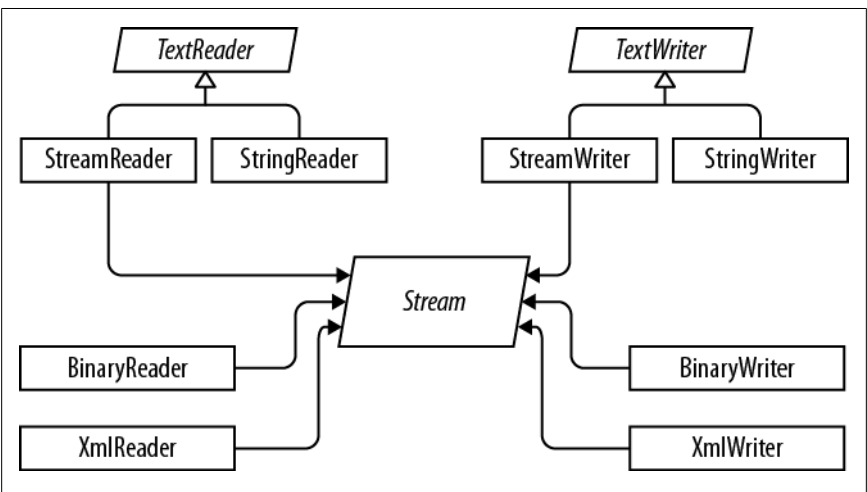 TextReader
TextWriter
StreamReader
StringReader
StreamWriter
StringWriter
Stream
BinaryReader
BinaryWriter
XmlReader
XmlWriter